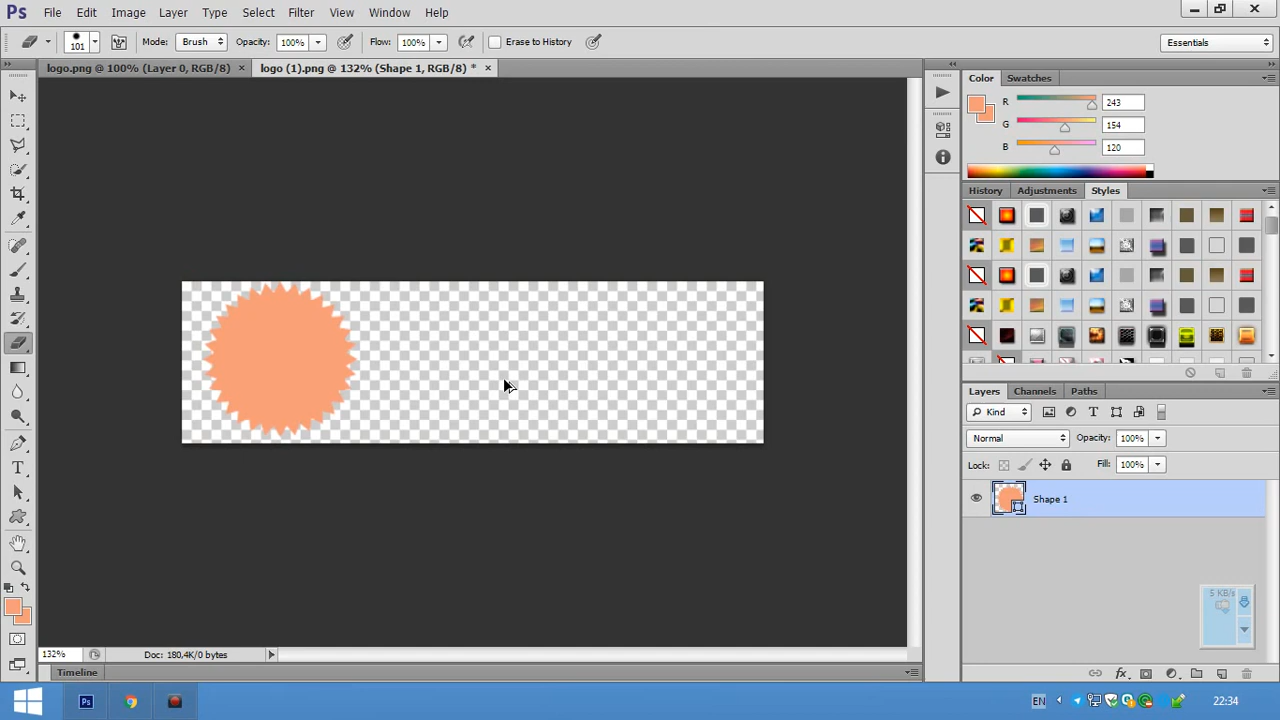 Ps File Edit Image Layer Type Select Filter View Window Help
101 Mode: Brush Opacity: 100% Flow: 100% Erase to History Essentials
logo.png @ 100% (Layer 0, RGB/8) × logo (1).png @ 132% (Shape 1, RGB/8) * ×
Color Swatches
R 243
G 154
B 120
History Adjustments Styles
Layers Channels Paths
Kind
Normal Opacity: 100%
Lock: Fill: 100%
Shape 1
5 KB/s
132% Doc: 180,4K/0 bytes
Timeline
Ps EN 22:34